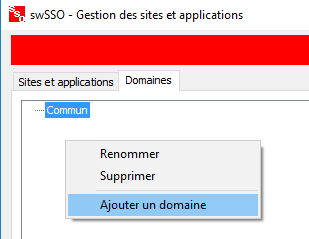 swSSO - Gestion des sites et applications
Sites et applications
Domaines
Commun
Renommer
Supprimer
Ajouter un domaine